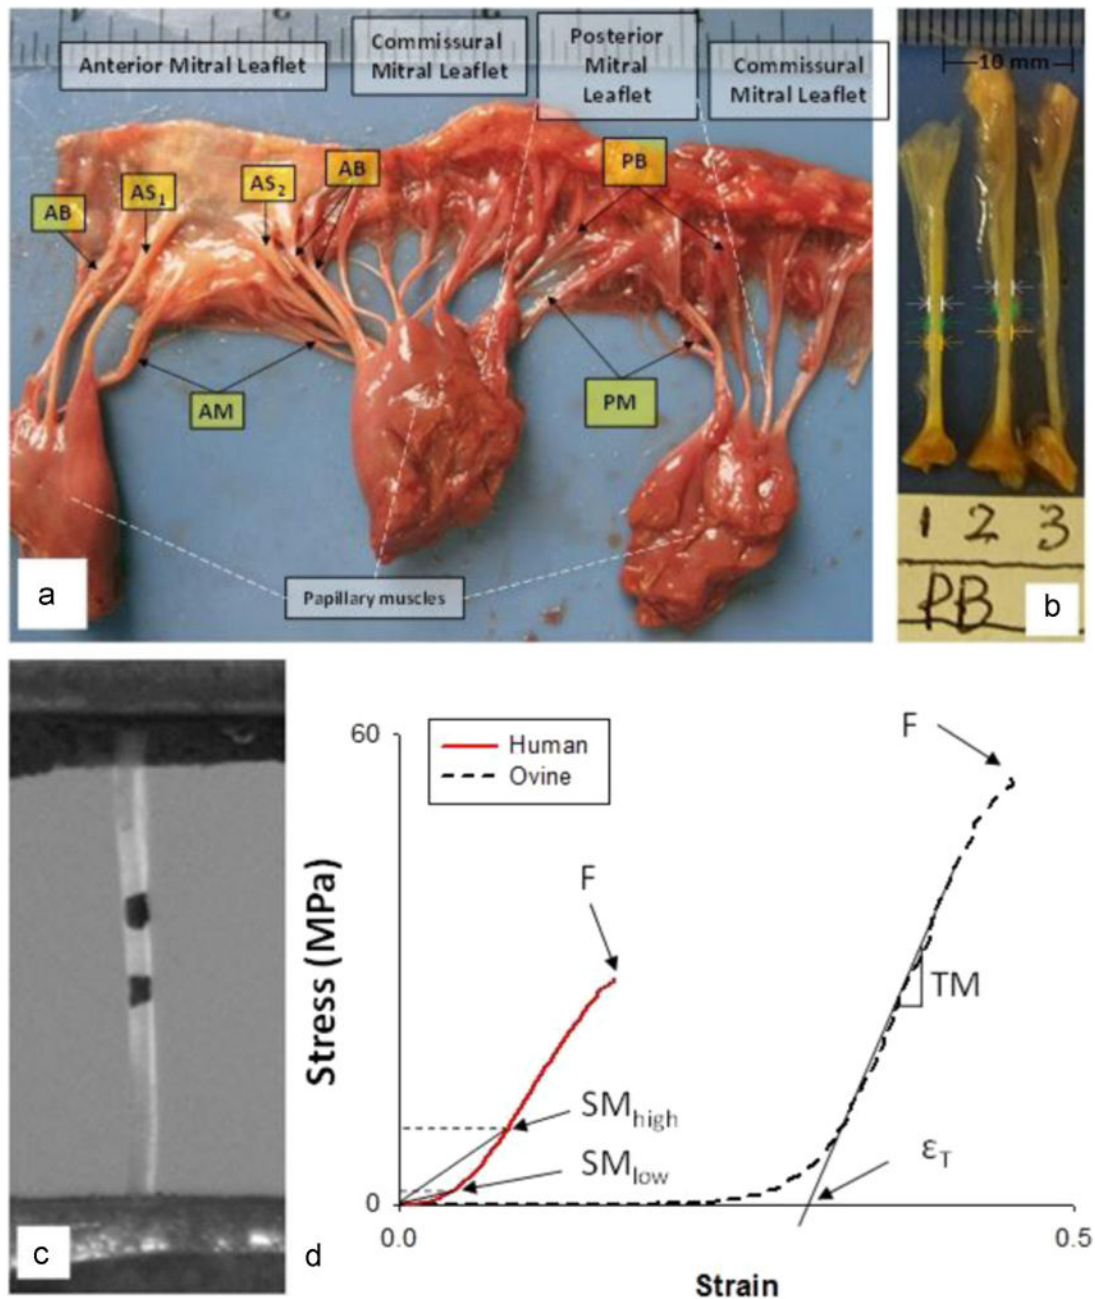 Anterior Mitral Leaflet
Commissural
Mitral Leaflet
Posterior
Mitral
Leaflet
Commissural
Mitral Leaflet
AB
AS1
AS2
AB
PB
AM
PM
Papillary muscles
a
10 mm
1 2 3
PB
b
c
d
Human
Ovine
60
0
0.0
0.5
Stress (MPa)
Strain
F
F
TM
SMhigh
SMlow
εT